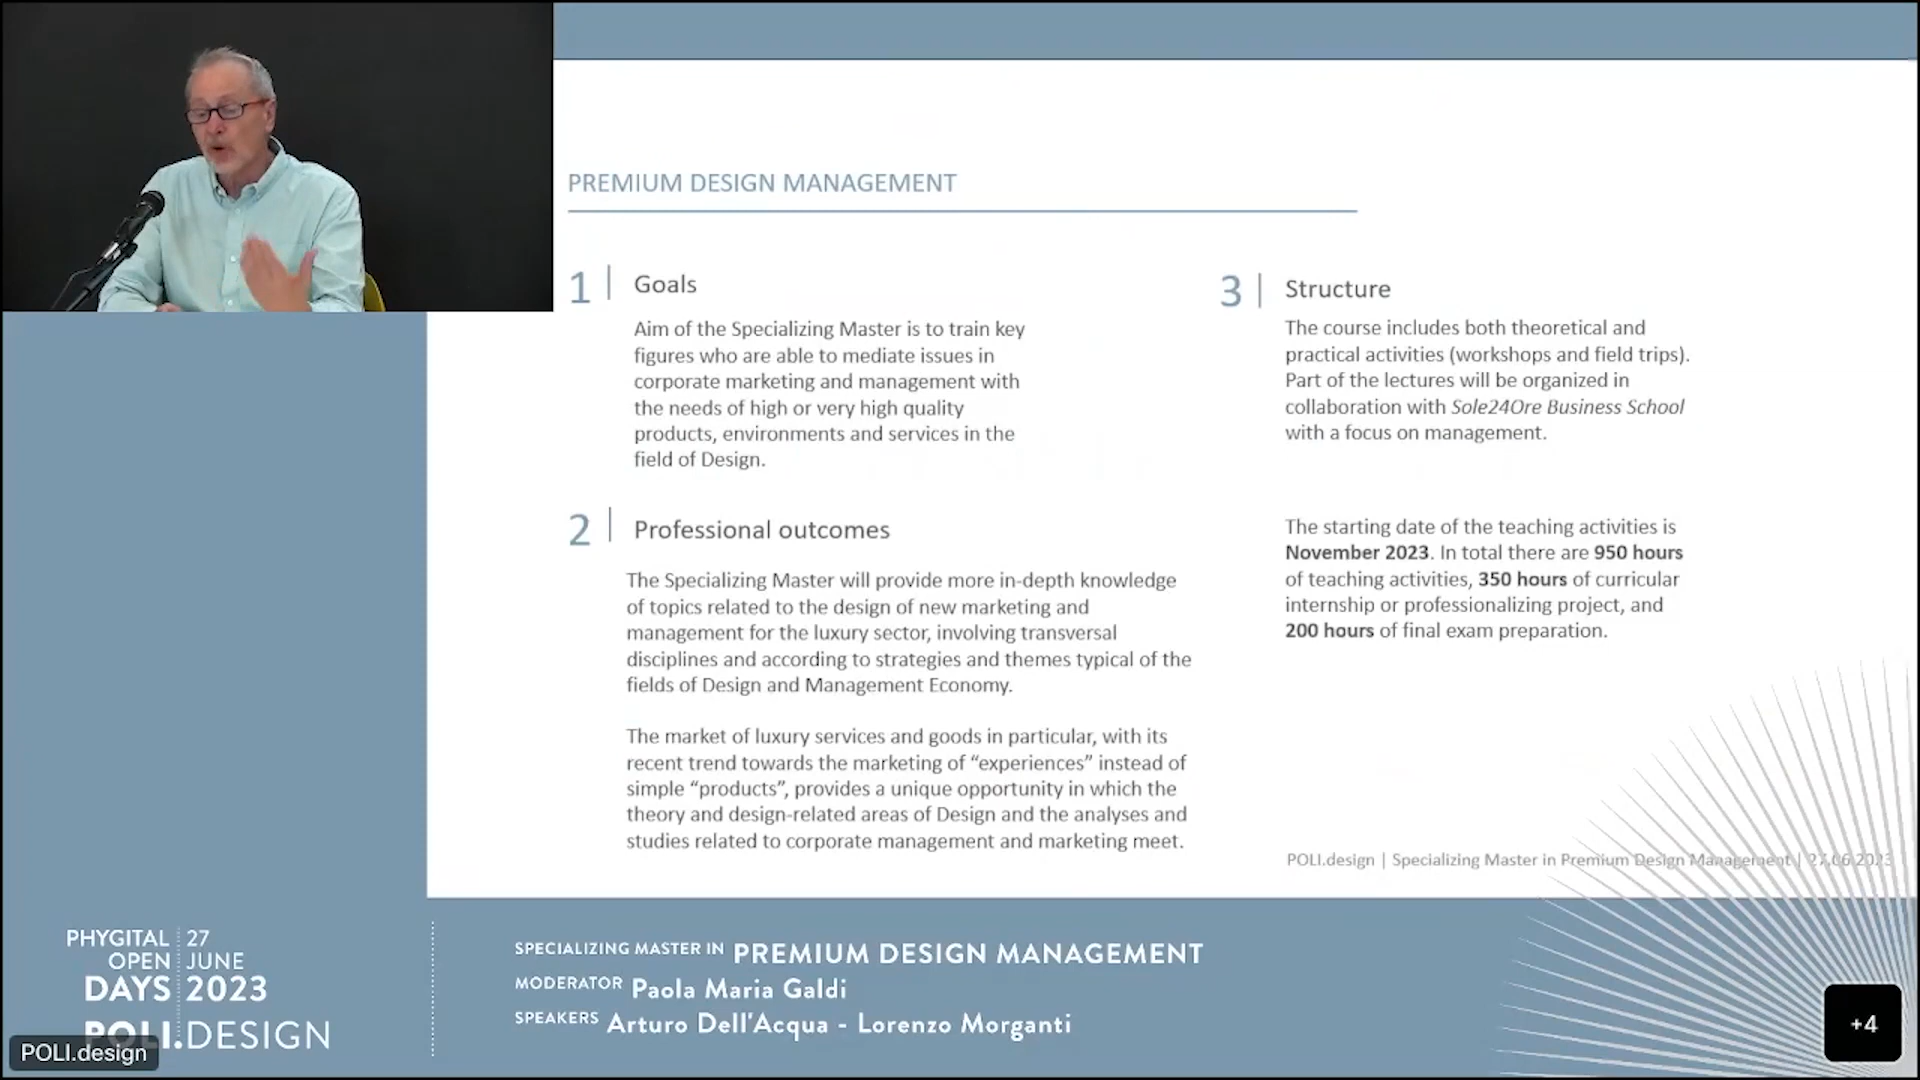 PREMIUM DESIGN MANAGEMENT
1 | Goals
Aim of the Specializing Master is to train key
figures who are able to mediate issues in
corporate marketing and management with
the needs of high or very high quality
products, environments and services in the
field of Design.
2 | Professional outcomes
The Specializing Master will provide more in-depth knowledge
of topics related to the design of new marketing and
management for the luxury sector, involving transversal
disciplines and according to strategies and themes typical of the
fields of Design and Management Economy.
The market of luxury services and goods in particular, with its
recent trend towards the marketing of “experiences” instead of
simple “products”, provides a unique opportunity in which the
theory and design-related areas of Design and the analyses and
studies related to corporate management and marketing meet.
3 | Structure
The course includes both theoretical and
practical activities (workshops and field trips).
Part of the lectures will be organized in
collaboration with Sole24Ore Business School
with a focus on management.
The starting date of the teaching activities is
November 2023. In total there are 950 hours
of teaching activities, 350 hours of curricular
internship or professionalizing project, and
200 hours of final exam preparation.
POLI.design | Specializing Master in Premium Design Management | 27.06.2023
PHYGITAL 27
OPEN JUNE
DAYS 2023
POLI.DESIGN
POLI.design
SPECIALIZING MASTER IN PREMIUM DESIGN MANAGEMENT
MODERATOR Paola Maria Galdi
SPEAKERS Arturo Dell'Acqua - Lorenzo Morganti
+4